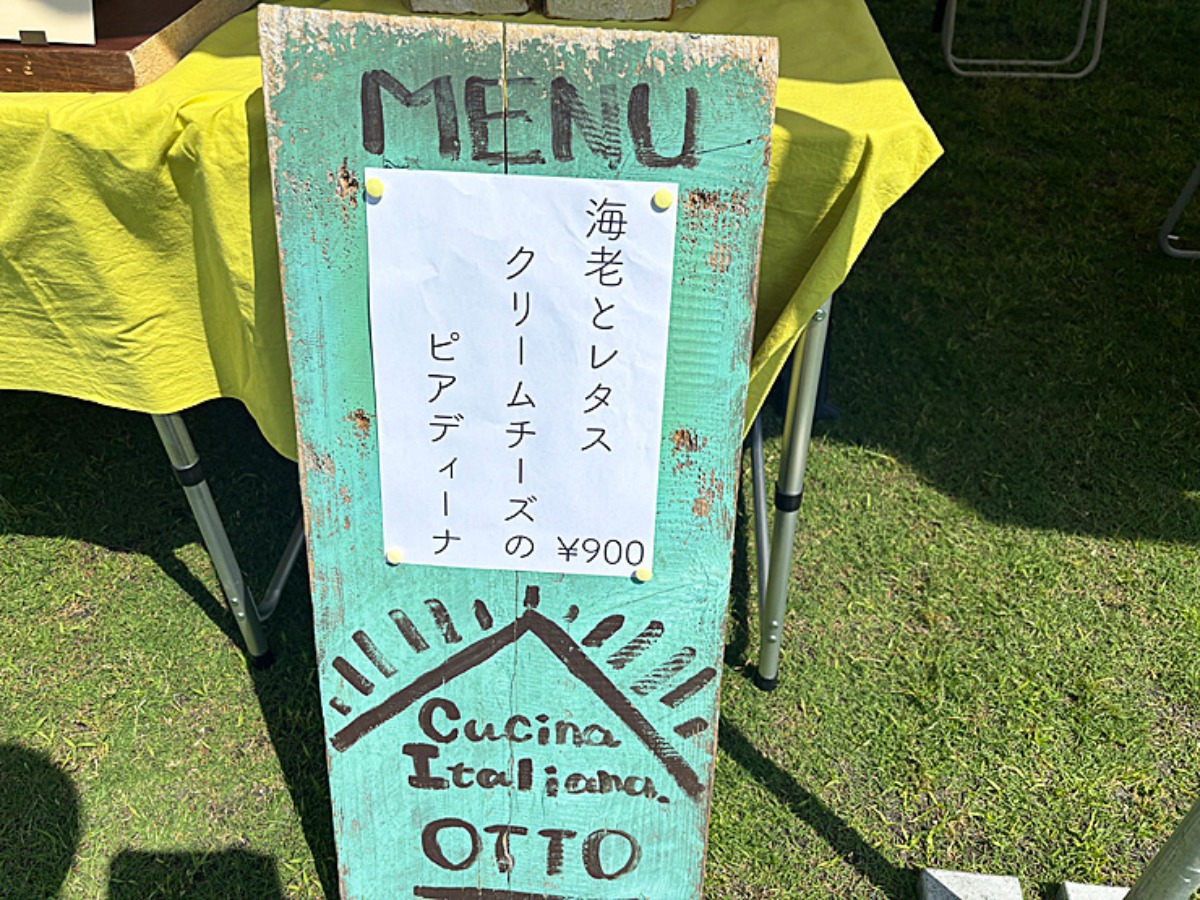 MENU
海老とレタス
クリームチーズの
ピアディーナ
¥900
Cucina
Italiana.
OTTO